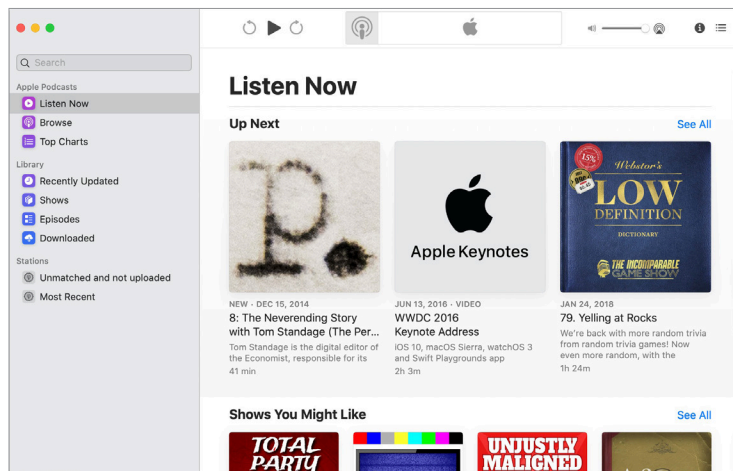 Search
Apple Podcasts
Listen Now
Browse
Top Charts
Library
Recently Updated
Shows
Episodes
Downloaded
Stations
Unmatched and not uploaded
Most Recent
Listen Now
Up Next
See All
p.
NEW · DEC 15, 2014
8: The Neverending Story
with Tom Standage (The Per...
Tom Standage is the digital editor of
the Economist, responsible for its
41 min
Apple Keynotes
JUN 13, 2016 · VIDEO
WWDC 2016
Keynote Address
iOS 10, macOS Sierra, watchOS 3
and Swift Playgrounds app
2h 3m
15%
Webstor's
LOW
DEFINITION
DICTIONARY
THE INCOMPARABLE
GAME SHOW
JAN 24, 2018
79. Yelling at Rocks
We're back with more random trivia
from random trivia games! Now
even more random, with the
1h 24m
Shows You Might Like
See All
TOTAL
PARTY
UNJUSTLY
MALIGNED